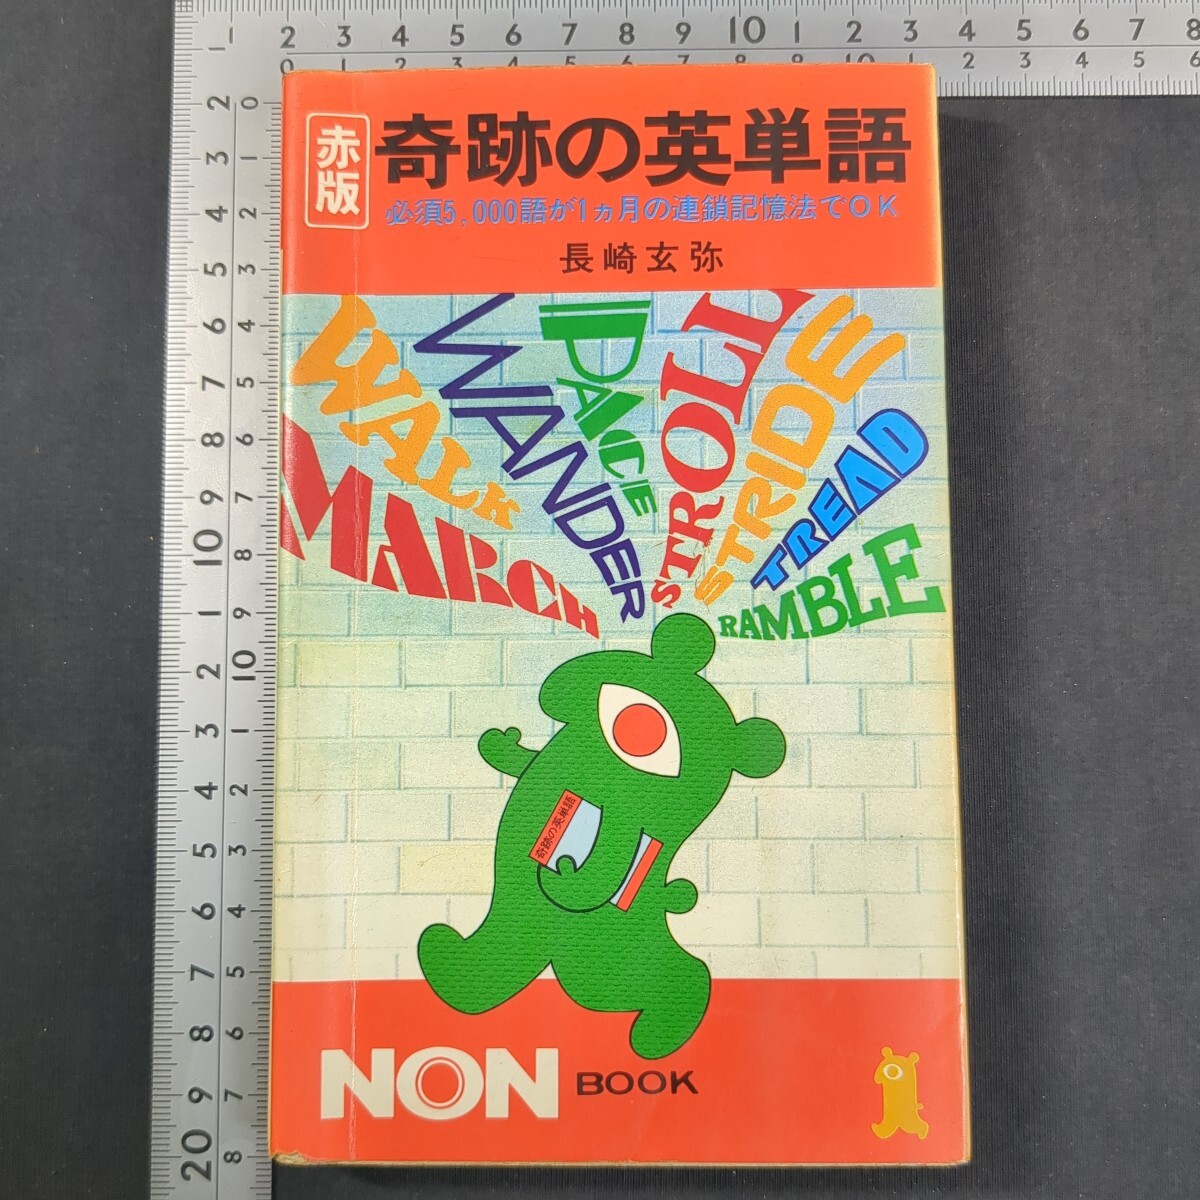 赤版
奇跡の英単語
必須5,000語が1ヵ月の連鎖記憶法でOK
長崎玄弥
WALK
WANDER
PACE
STROLL
STRIDE
TREAD
MARCH
RAMBLE
奇跡の英単語
NON BOOK